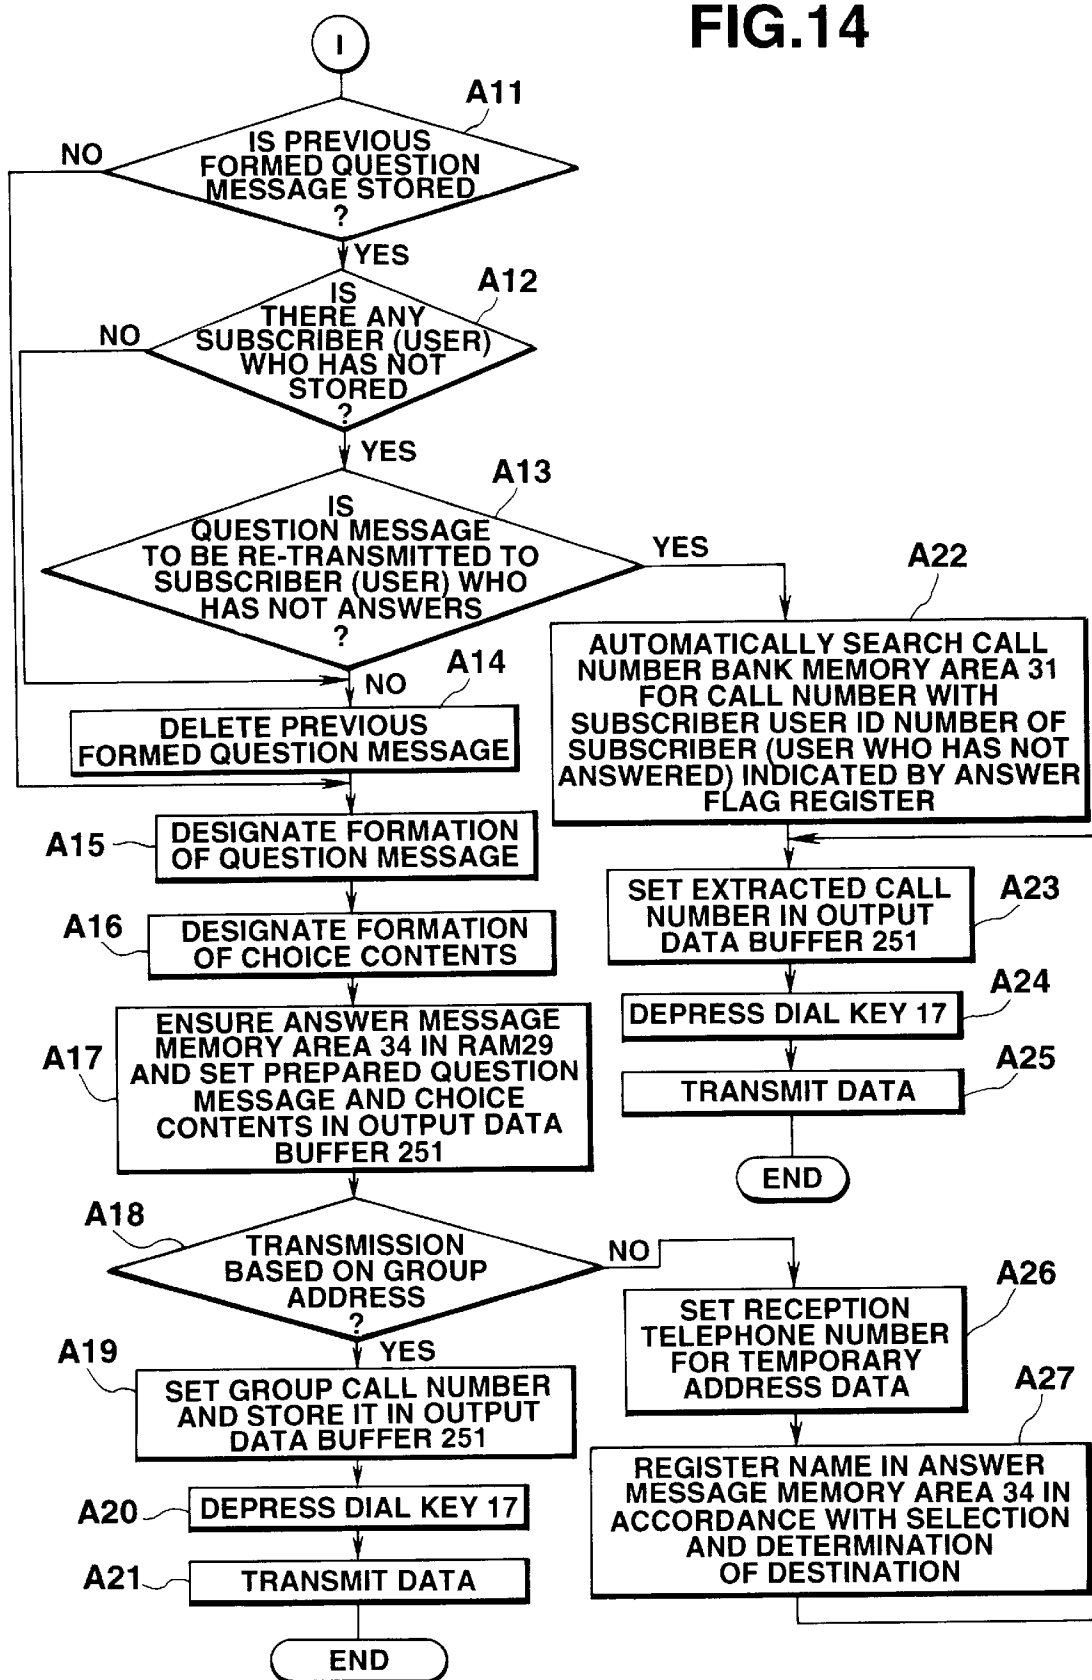 FIG.14
I
A11
IS PREVIOUS
FORMED QUESTION
MESSAGE STORED
?
NO
YES
A12
IS
THERE ANY
SUBSCRIBER (USER)
WHO HAS NOT
STORED
?
NO
YES
A13
IS
QUESTION MESSAGE
TO BE RE-TRANSMITTED TO
SUBSCRIBER (USER) WHO
HAS NOT ANSWERS
?
YES
NO
A14
DELETE PREVIOUS
FORMED QUESTION MESSAGE
A15
DESIGNATE FORMATION
OF QUESTION MESSAGE
A16
DESIGNATE FORMATION
OF CHOICE CONTENTS
A17
ENSURE ANSWER MESSAGE
MEMORY AREA 34 IN RAM29
AND SET PREPARED QUESTION
MESSAGE AND CHOICE
CONTENTS IN OUTPUT DATA
BUFFER 251
A18
TRANSMISSION
BASED ON GROUP
ADDRESS
?
NO
YES
A19
SET GROUP CALL NUMBER
AND STORE IT IN OUTPUT
DATA BUFFER 251
A20
DEPRESS DIAL KEY 17
A21
TRANSMIT DATA
END
A22
AUTOMATICALLY SEARCH CALL
NUMBER BANK MEMORY AREA 31
FOR CALL NUMBER WITH
SUBSCRIBER USER ID NUMBER OF
SUBSCRIBER (USER WHO HAS NOT
ANSWERED) INDICATED BY ANSWER
FLAG REGISTER
A23
SET EXTRACTED CALL
NUMBER IN OUTPUT
DATA BUFFER 251
A24
DEPRESS DIAL KEY 17
A25
TRANSMIT DATA
END
A26
SET RECEPTION
TELEPHONE NUMBER
FOR TEMPORARY
ADDRESS DATA
A27
REGISTER NAME IN ANSWER
MESSAGE MEMORY AREA 34 IN
ACCORDANCE WITH SELECTION
AND DETERMINATION
OF DESTINATION